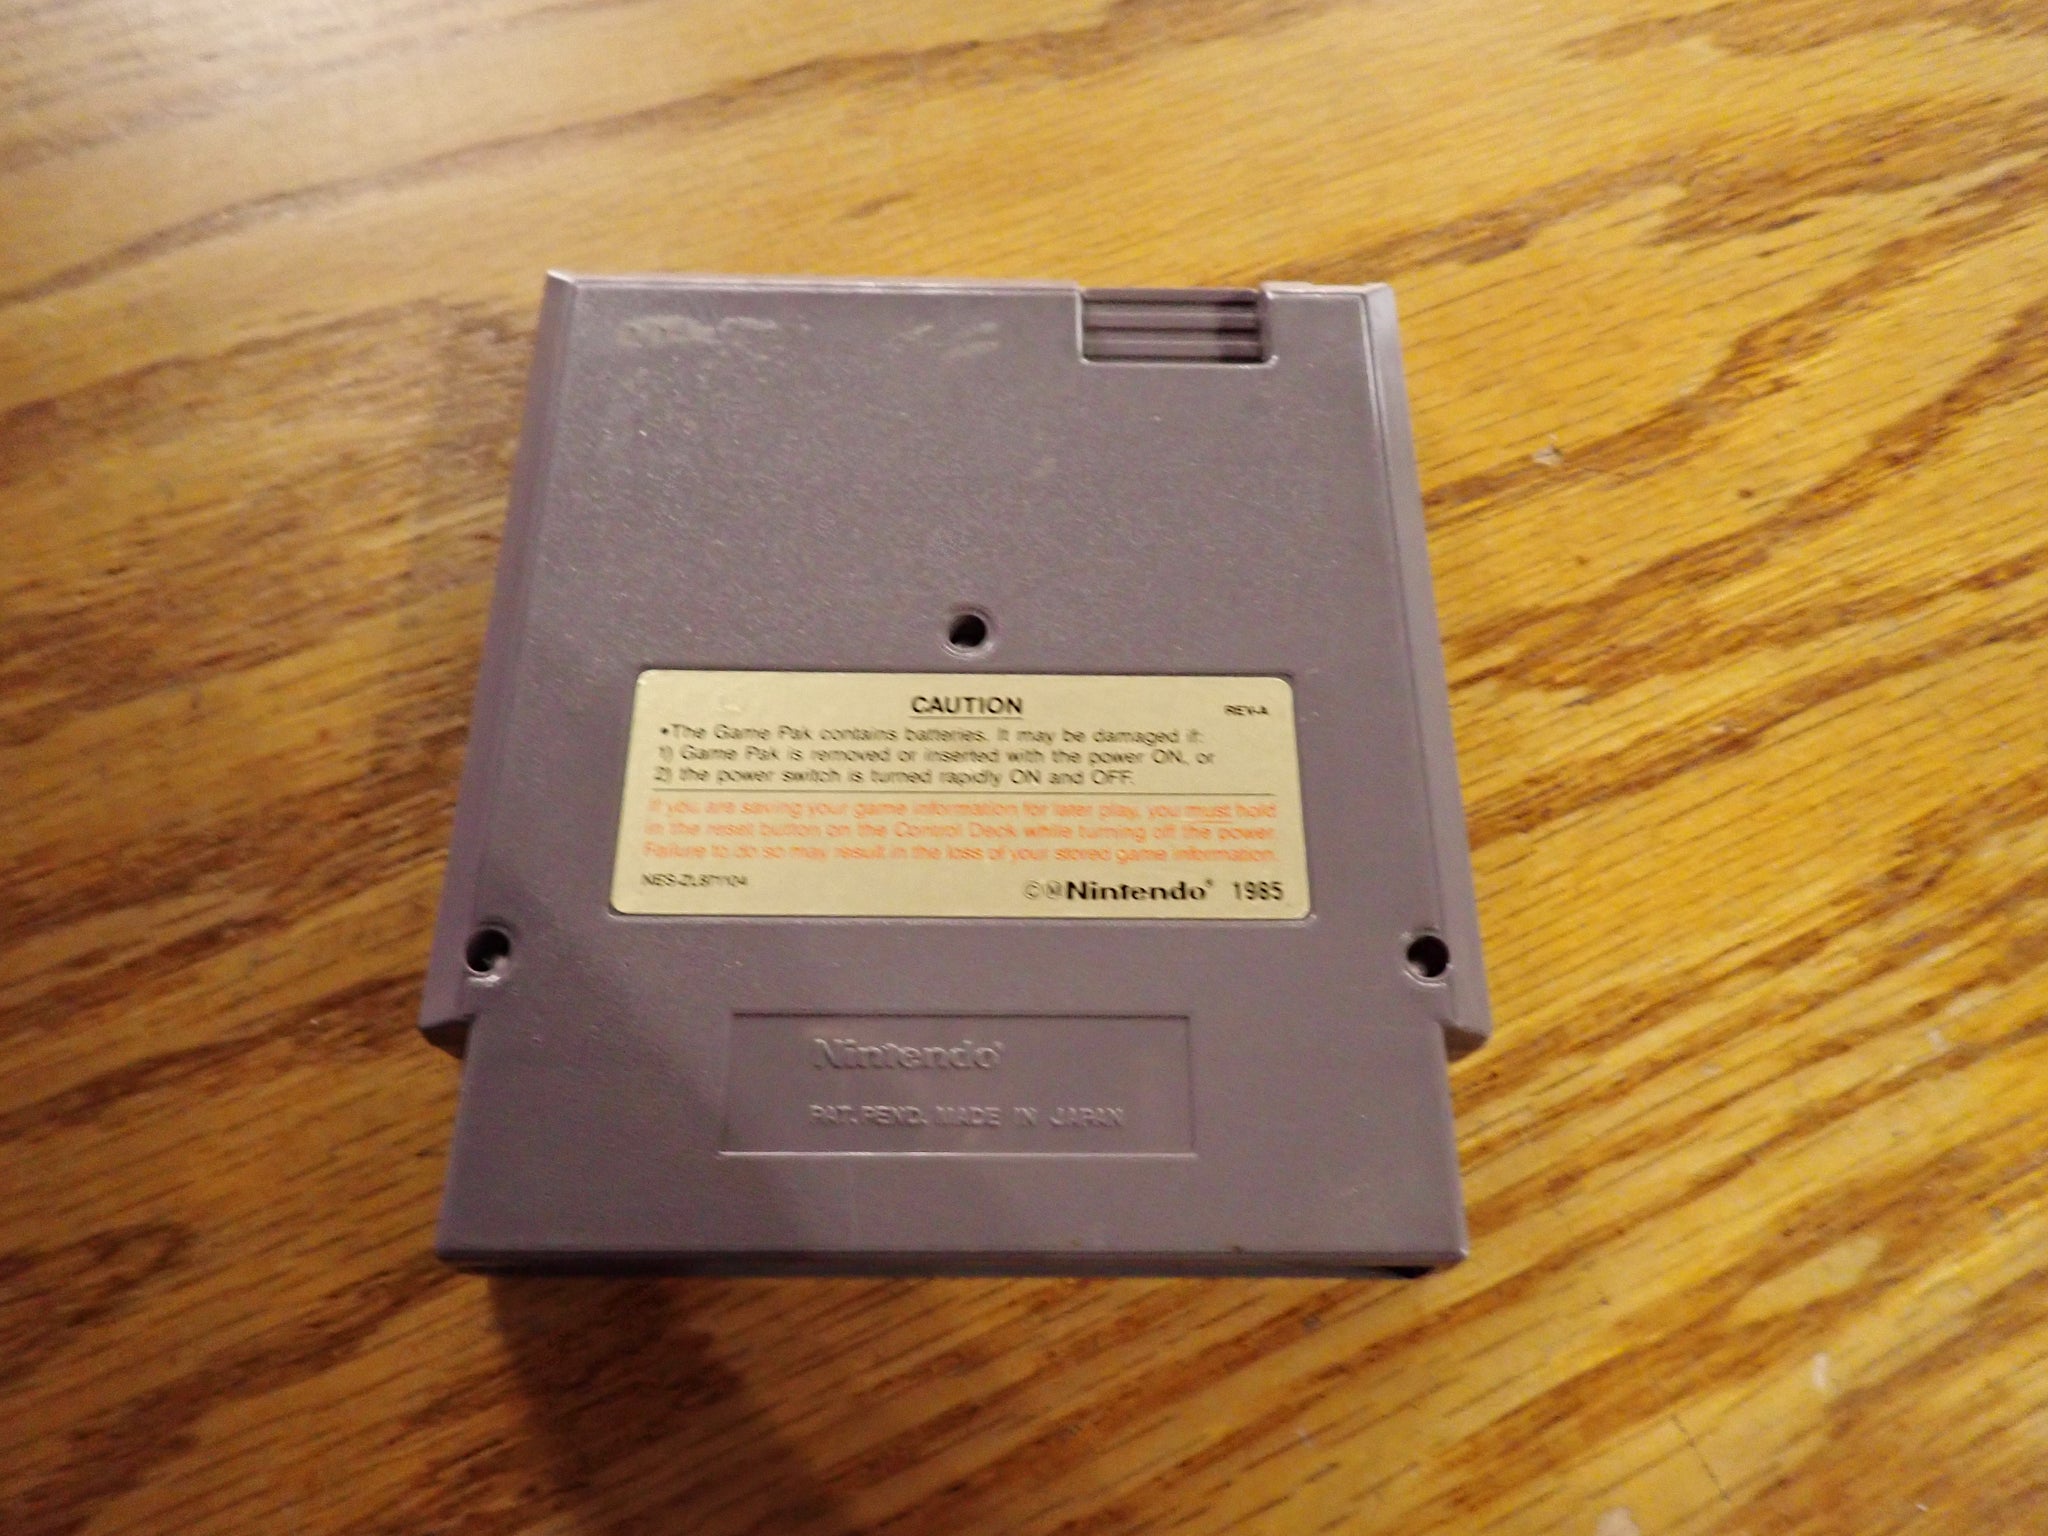 CAUTION
REV-A
•The Game Pak contains batteries. It may be damaged if:
1) Game Pak is removed or inserted with the power ON, or
2) the power switch is turned rapidly ON and OFF.
If you are saving your game information for later play, you must hold
in the reset button on the Control Deck while turning off the power.
Failure to do so may result in the loss of your stored game information.
©ⓂNintendo® 1985
Nintendo®
PAT. PEND. MADE IN JAPAN